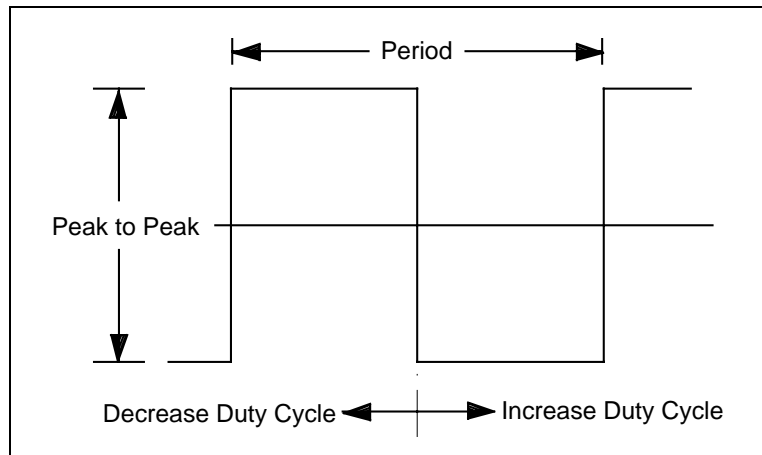 Period
Peak to Peak
Decrease Duty Cycle
Increase Duty Cycle